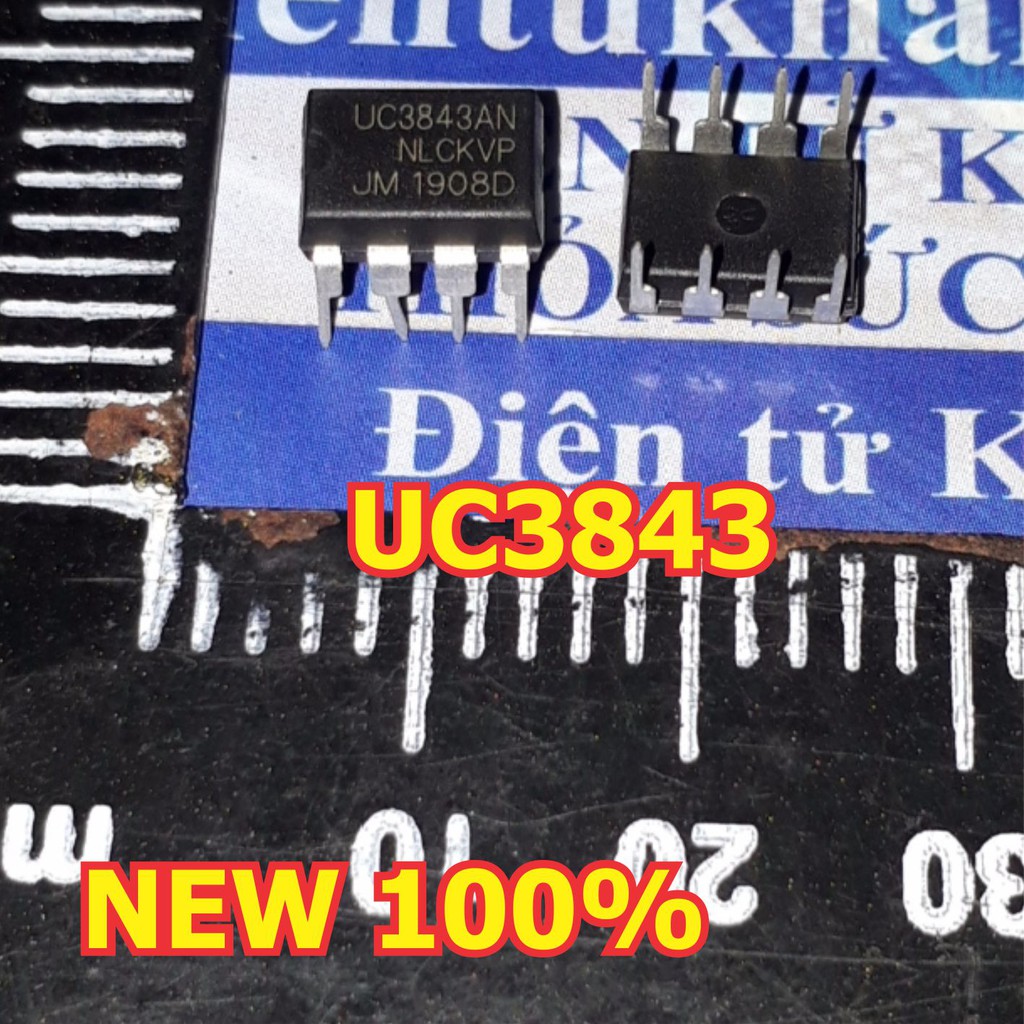 UC3843AN
NLCKVP
JM 1908D
Điện tử K
UC3843
10
20
30
m
NEW 100%